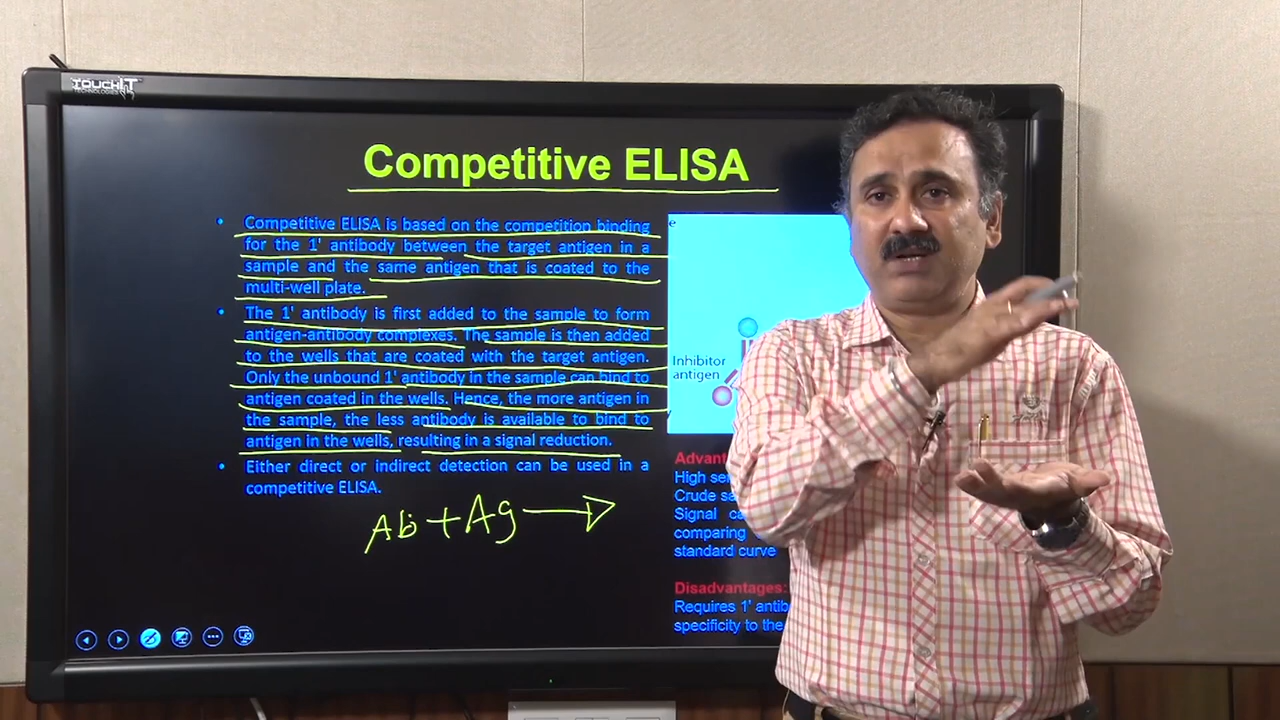 TOUCHIT
TECHNOLOGIES
Competitive ELISA
• Competitive ELISA is based on the competition binding
for the 1' antibody between the target antigen in a
sample and the same antigen that is coated to the
multi-well plate.
• The 1' antibody is first added to the sample to form
antigen-antibody complexes. The sample is then added
to the wells that are coated with the target antigen.
Only the unbound 1' antibody in the sample can bind to
antigen coated in the wells. Hence, the more antigen in
the sample, the less antibody is available to bind to
antigen in the wells, resulting in a signal reduction.
• Either direct or indirect detection can be used in a
competitive ELISA.
Ab + Ag →
e
Inhibitor
antigen
Advant
High sen
Crude sa
Signal ca
comparing
standard curve
Disadvantages:
Requires 1' antib
specificity to the